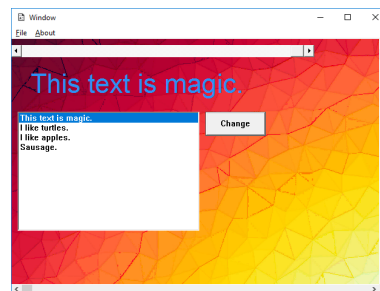 Window
File About
This text is magic.
This text is magic.
I like turtles.
I like apples.
Sausage.
Change